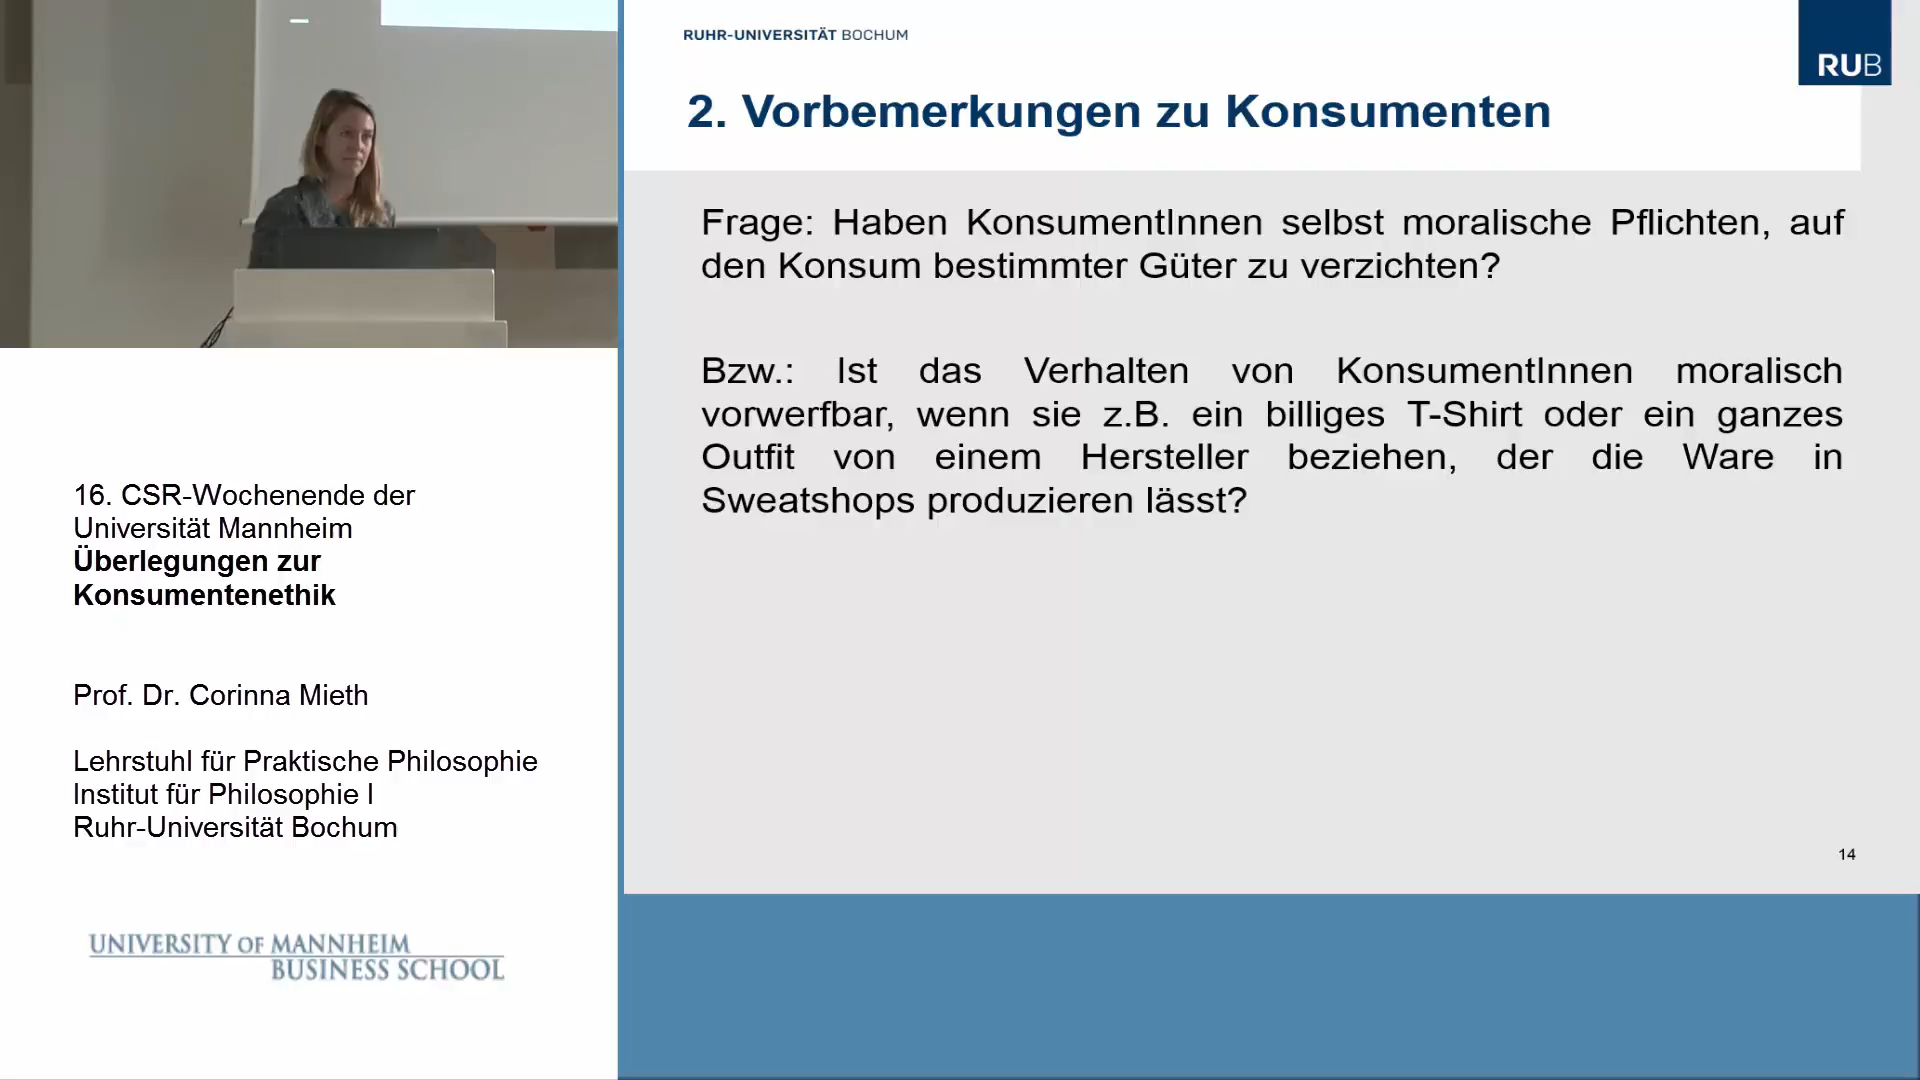 RUHR-UNIVERSITÄT BOCHUM
RUB
2. Vorbemerkungen zu Konsumenten
Frage: Haben KonsumentInnen selbst moralische Pflichten, auf
den Konsum bestimmter Güter zu verzichten?
Bzw.: Ist das Verhalten von KonsumentInnen moralisch
vorwerfbar, wenn sie z.B. ein billiges T-Shirt oder ein ganzes
Outfit von einem Hersteller beziehen, der die Ware in
Sweatshops produzieren lässt?
14
16. CSR-Wochenende der
Universität Mannheim
Überlegungen zur
Konsumentenethik
Prof. Dr. Corinna Mieth
Lehrstuhl für Praktische Philosophie
Institut für Philosophie I
Ruhr-Universität Bochum
UNIVERSITY OF MANNHEIM
BUSINESS SCHOOL